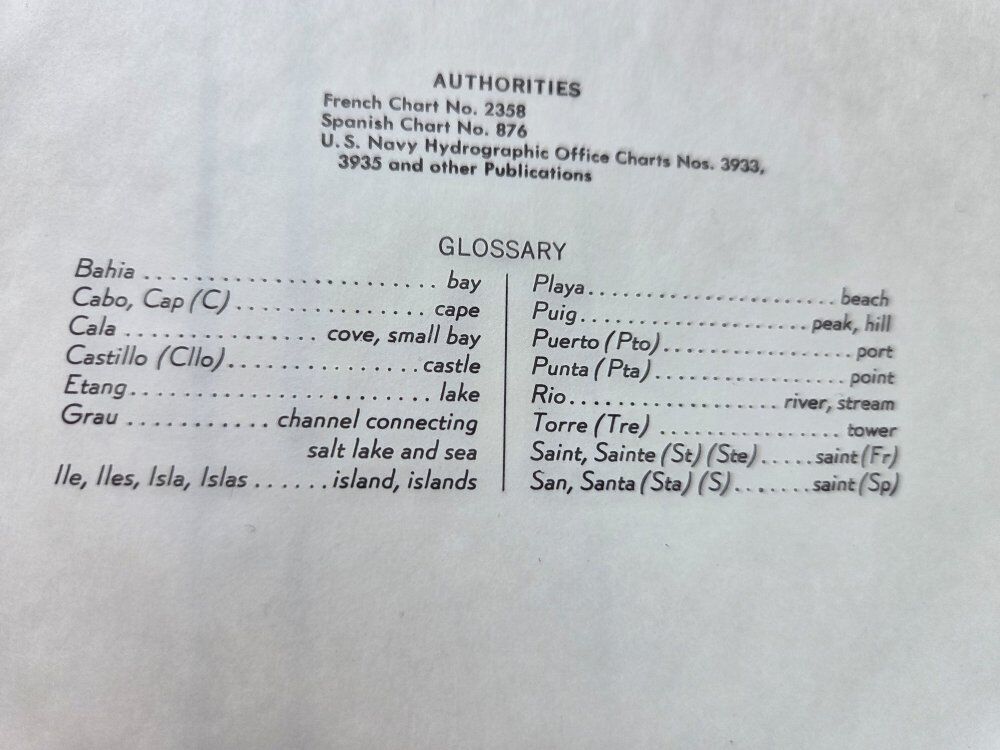 AUTHORITIES
French Chart No. 2358
Spanish Chart No. 876
U.S. Navy Hydrographic Office Charts Nos. 3933,
3935 and other Publications
GLOSSARY
Bahia ........................ bay
Cabo, Cap (C) ................ cape
Cala ............... cove, small bay
Castillo (Cllo) ................ castle
Etang ........................ lake
Grau ........... channel connecting
salt lake and sea
Ile, Iles, Isla, Islas ...... island, islands
Playa ........................ beach
Puig ................... peak, hill
Puerto (Pto) ................ port
Punta (Pta) ................ point
Rio .................. river, stream
Torre (Tre) ................ tower
Saint, Sainte (St) (Ste) ..... saint (Fr)
San, Santa (Sta) (S) ....... saint (Sp)